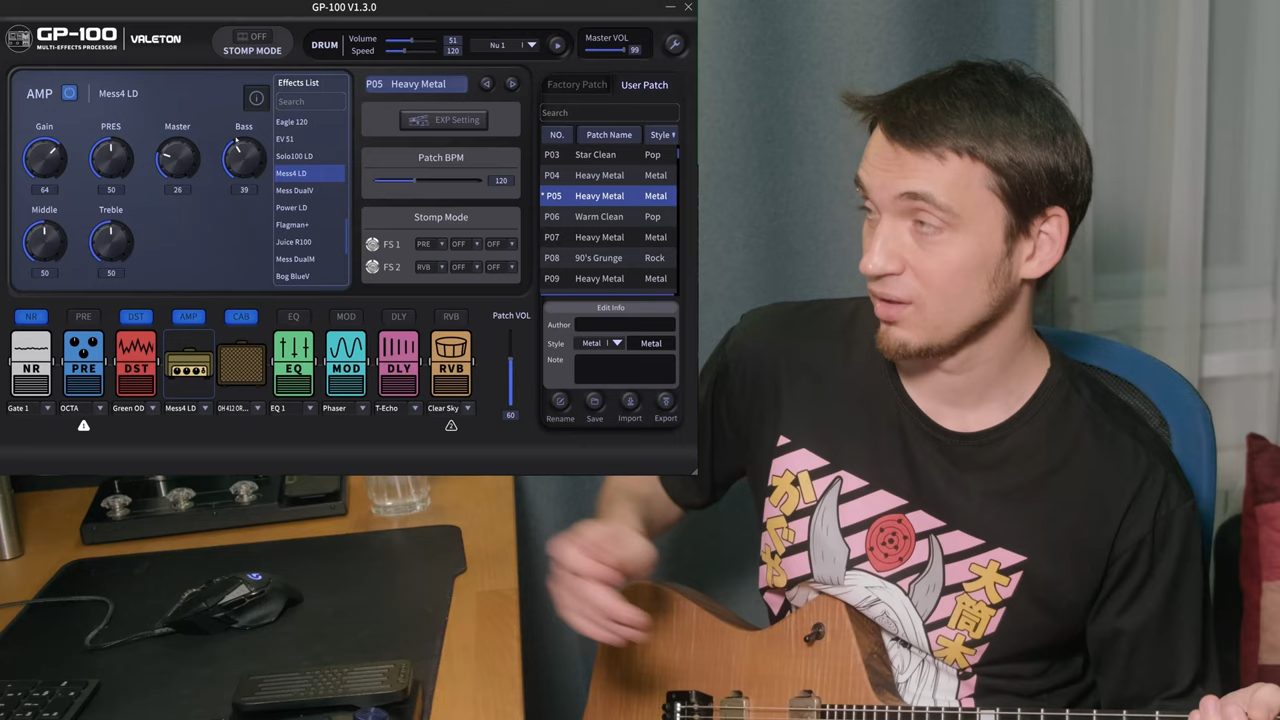 GP-100 V1.3.0
GP-100
MULTI-EFFECTS PROCESSOR
VALETON
OFF
STOMP MODE
DRUM
Volume
51
Speed
120
Nu 1
Master VOL
99
AMP
Mess4 LD
Gain
PRES
Master
Bass
64
50
26
39
Middle
Treble
50
50
Effects List
Search
Eagle 120
EV 51
Solo100 LD
Mess4 LD
Mess DualV
Power LD
Flagman+
Juice R100
Mess DualM
Bog BlueV
P05 Heavy Metal
EXP Setting
Patch BPM
120
Stomp Mode
FS 1 PRE OFF OFF
FS 2 RVB OFF OFF
Factory Patch User Patch
Search
NO. Patch Name Style
P03 Star Clean Pop
P04 Heavy Metal Metal
* P05 Heavy Metal Metal
P06 Warm Clean Pop
P07 Heavy Metal Metal
P08 90's Grunge Rock
P09 Heavy Metal Metal
Edit Info
Author
Style Metal Metal
Note
Rename Save Import Export
NR PRE DST AMP CAB EQ MOD DLY RVB
Patch VOL
NR PRE DST EQ MOD DLY RVB
Gate 1 OCTA Green OD Mess4 LD EQ 1 Phaser T-Echo Clear Sky
60
1
2
かぐや
大筒木